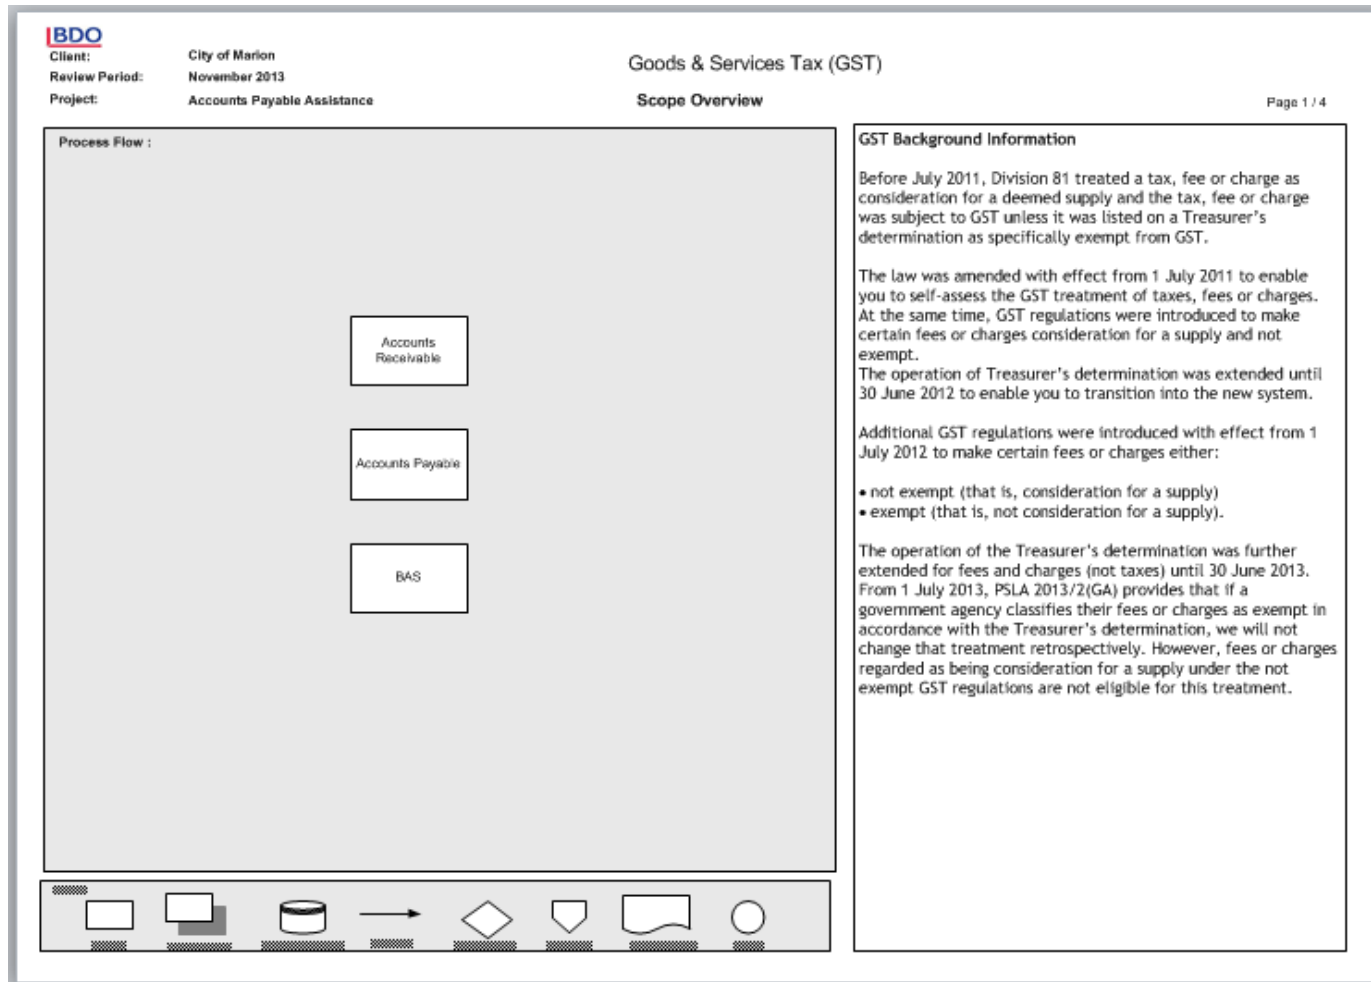 BDO
Client: City of Marion
Review Period: November 2013
Project: Accounts Payable Assistance
Goods & Services Tax (GST)
Scope Overview
Page 1 / 4
Process Flow :
Accounts
Receivable
Accounts Payable
BAS
GST Background Information
Before July 2011, Division 81 treated a tax, fee or charge as
consideration for a deemed supply and the tax, fee or charge
was subject to GST unless it was listed on a Treasurer's
determination as specifically exempt from GST.
The law was amended with effect from 1 July 2011 to enable
you to self-assess the GST treatment of taxes, fees or charges.
At the same time, GST regulations were introduced to make
certain fees or charges consideration for a supply and not
exempt.
The operation of Treasurer's determination was extended until
30 June 2012 to enable you to transition into the new system.
Additional GST regulations were introduced with effect from 1
July 2012 to make certain fees or charges either:
• not exempt (that is, consideration for a supply)
• exempt (that is, not consideration for a supply).
The operation of the Treasurer's determination was further
extended for fees and charges (not taxes) until 30 June 2013.
From 1 July 2013, PSLA 2013/2(GA) provides that if a
government agency classifies their fees or charges as exempt in
accordance with the Treasurer's determination, we will not
change that treatment retrospectively. However, fees or charges
regarded as being consideration for a supply under the not
exempt GST regulations are not eligible for this treatment.